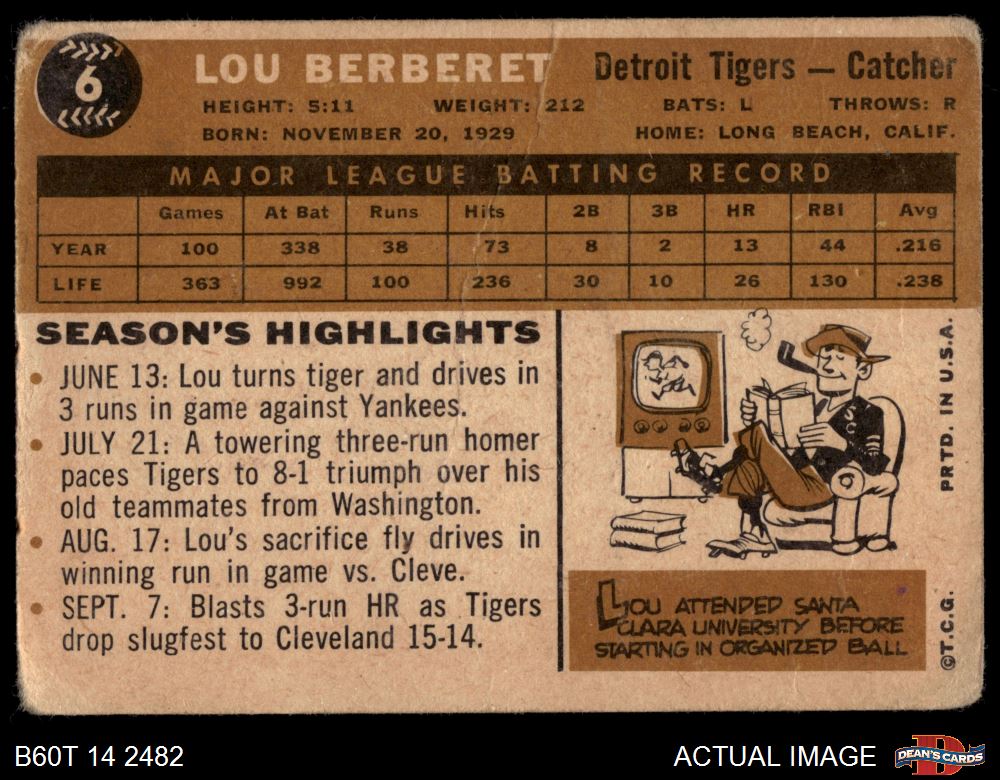 6
LOU BERBERET
Detroit Tigers — Catcher
HEIGHT: 5:11 WEIGHT: 212 BATS: L THROWS: R
BORN: NOVEMBER 20, 1929 HOME: LONG BEACH, CALIF.
MAJOR LEAGUE BATTING RECORD
Games At Bat Runs Hits 2B 3B HR RBI Avg
YEAR 100 338 38 73 8 2 13 44 .216
LIFE 363 992 100 236 30 10 26 130 .238
SEASON'S HIGHLIGHTS
• JUNE 13: Lou turns tiger and drives in
3 runs in game against Yankees.
• JULY 21: A towering three-run homer
paces Tigers to 8-1 triumph over his
old teammates from Washington.
• AUG. 17: Lou's sacrifice fly drives in
winning run in game vs. Cleve.
• SEPT. 7: Blasts 3-run HR as Tigers
drop slugfest to Cleveland 15-14.
SC
LOU ATTENDED SANTA
CLARA UNIVERSITY BEFORE
STARTING IN ORGANIZED BALL
PRTD. IN U.S.A.
©T.C.G.
B60T 14 2482
ACTUAL IMAGE
D
DEAN'S CARDS